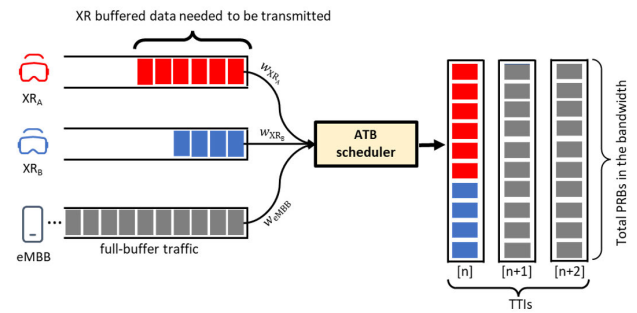 XR buffered data needed to be transmitted
XR_A
w_XR_A
XR_B
w_XR_B
ATB
scheduler
eMBB
...
w_eMBB
full-buffer traffic
[n]
[n+1]
[n+2]
TTIs
Total PRBs in the bandwidth